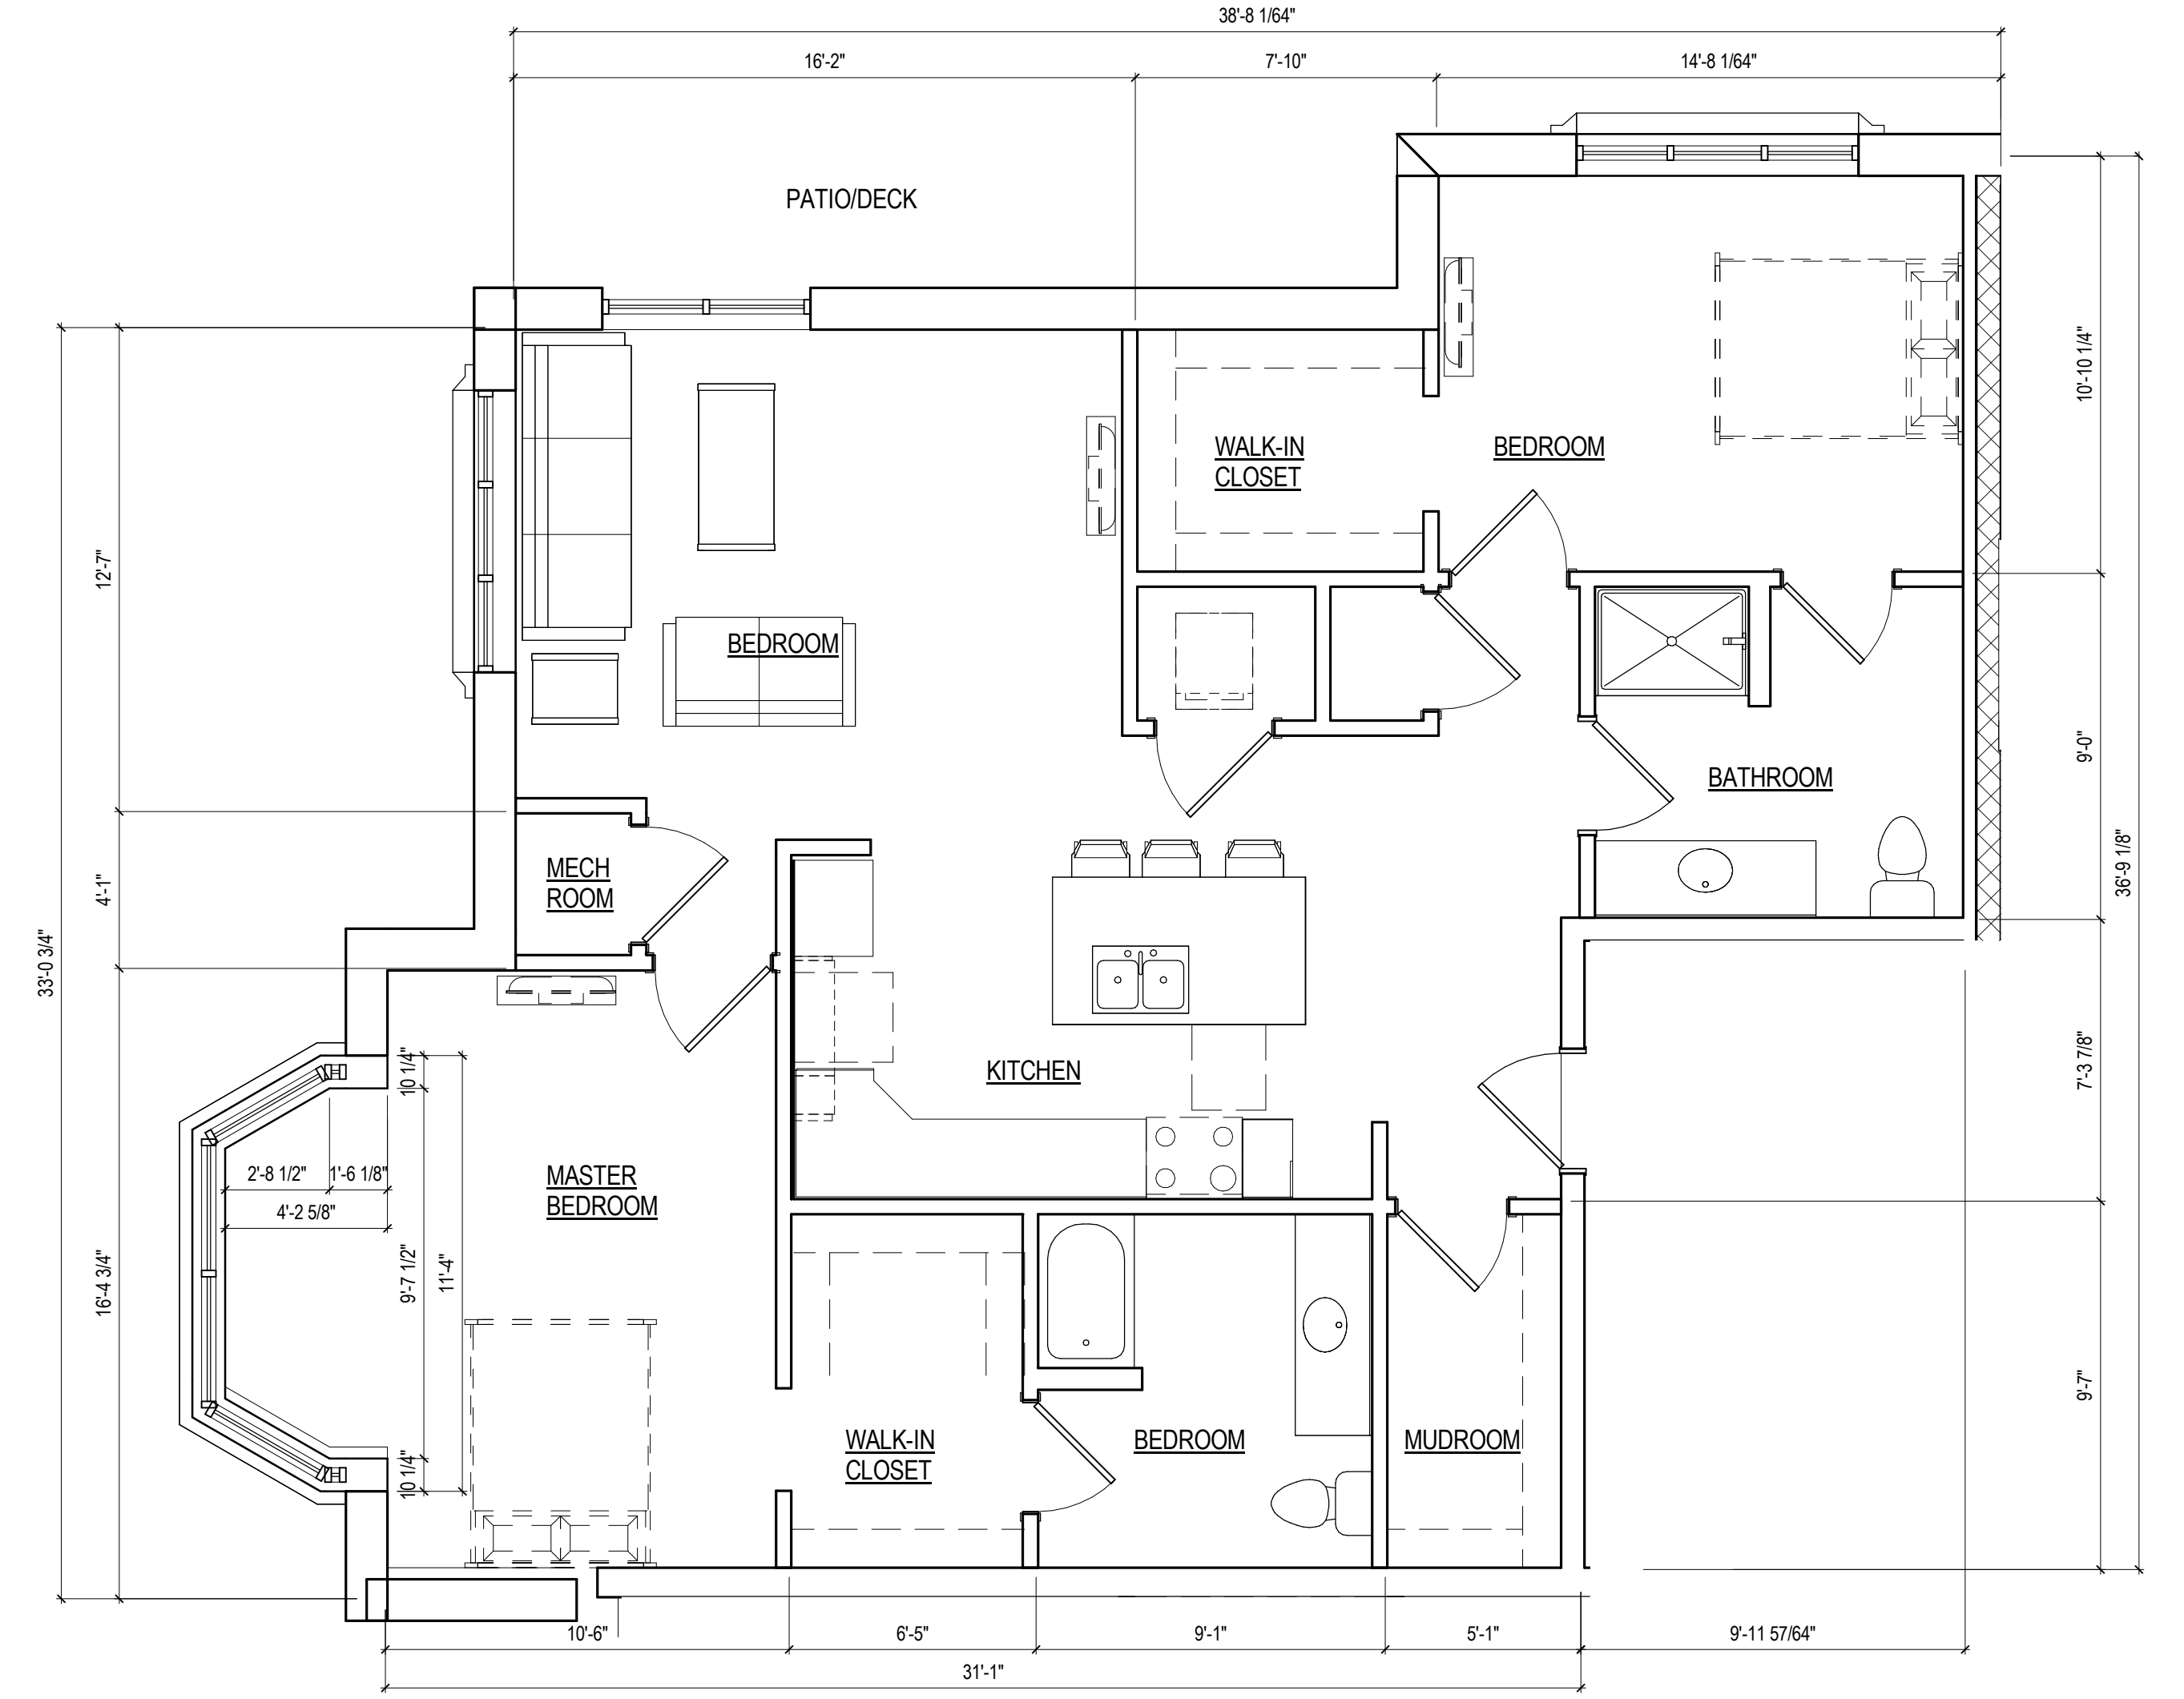 38'-8 1/64"
16'-2"
7'-10"
14'-8 1/64"
PATIO/DECK
10'-10 1/4"
WALK-IN
CLOSET
BEDROOM
12'-7"
BEDROOM
9'-0"
BATHROOM
36'-9 1/8"
MECH
ROOM
4'-1"
33'-0 3/4"
10 1/4"
KITCHEN
7'-3 7/8"
2'-8 1/2"
1'-6 1/8"
4'-2 5/8"
MASTER
BEDROOM
9'-7 1/2"
11'-4"
16'-4 3/4"
9'-7"
WALK-IN
CLOSET
BEDROOM
MUDROOM
10 1/4"
10'-6"
6'-5"
9'-1"
5'-1"
9'-11 57/64"
31'-1"